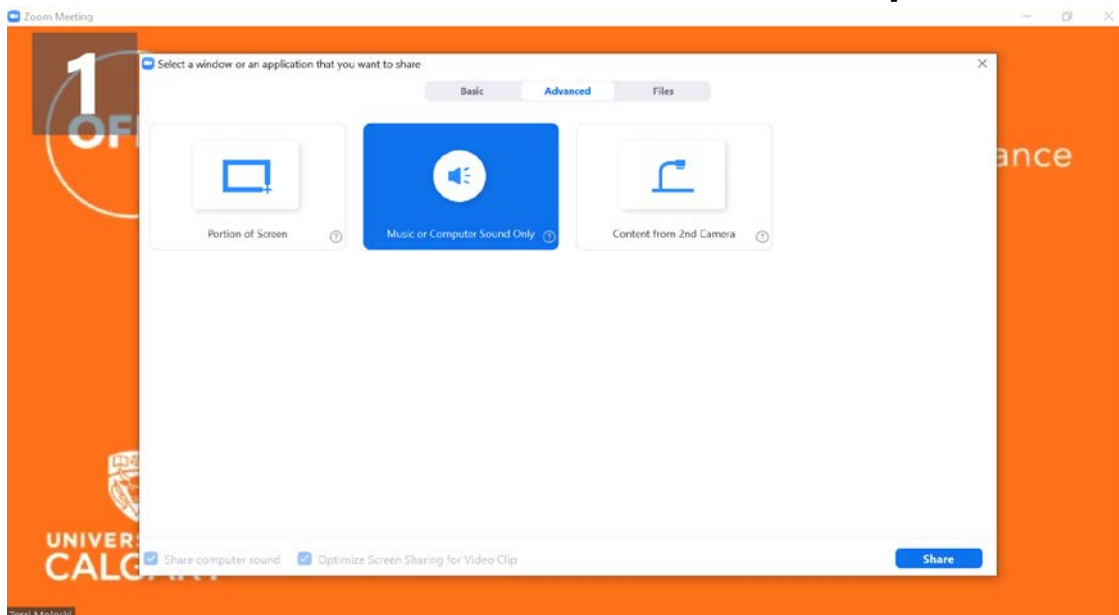 Zoom Meeting
1
Select a window or an application that you want to share
Basic Advanced Files
OF
ance
Portion of Screen
Music or Computer Sound Only
Content from 2nd Camera
UNIVERS
CALG
Share computer sound Optimize Screen Sharing for Video Clip Share